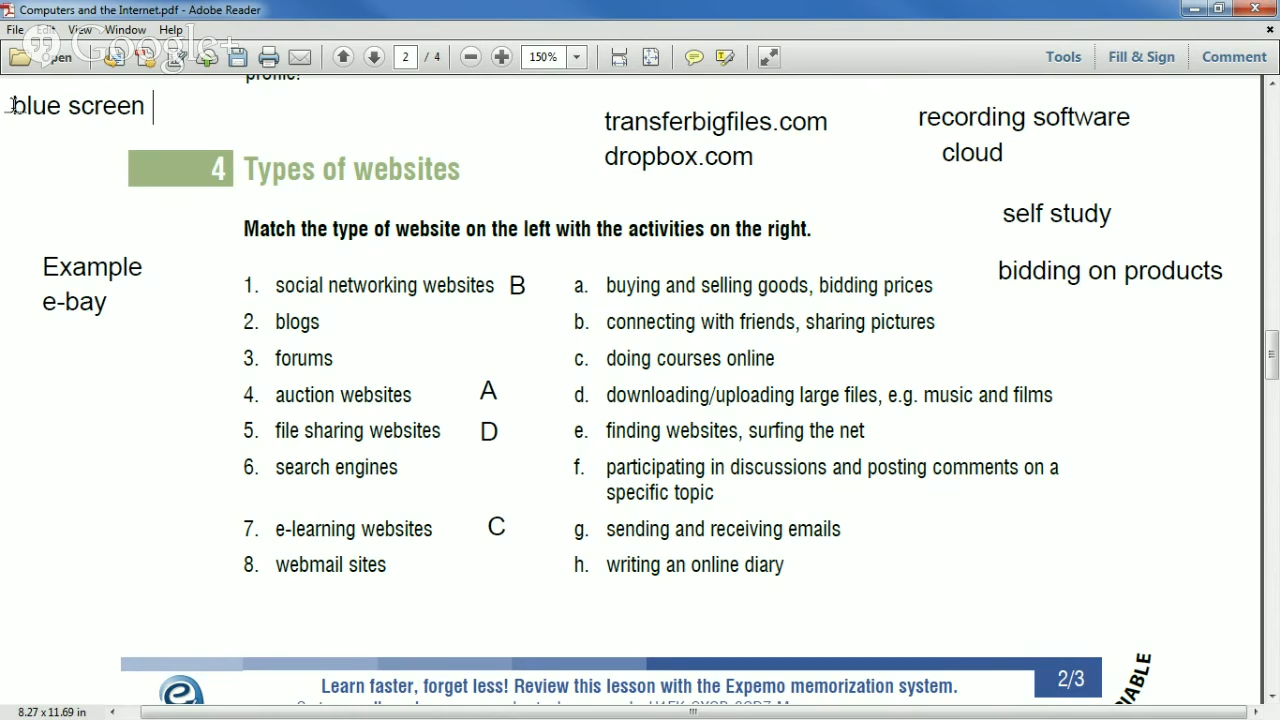 Computers and the Internet.pdf - Adobe Reader
File Edit View Window Help
Google+
Open
2 / 4
150%
Tools
Fill & Sign
Comment
profile?
blue screen
transferbigfiles.com
recording software
dropbox.com
cloud
4 Types of websites
self study
Match the type of website on the left with the activities on the right.
Example
e-bay
bidding on products
1. social networking websites B a. buying and selling goods, bidding prices
2. blogs b. connecting with friends, sharing pictures
3. forums c. doing courses online
4. auction websites A d. downloading/uploading large files, e.g. music and films
5. file sharing websites D e. finding websites, surfing the net
6. search engines f. participating in discussions and posting comments on a
specific topic
7. e-learning websites C g. sending and receiving emails
8. webmail sites h. writing an online diary
2/3
Learn faster, forget less! Review this lesson with the Expemo memorization system.
8.27 x 11.69 in